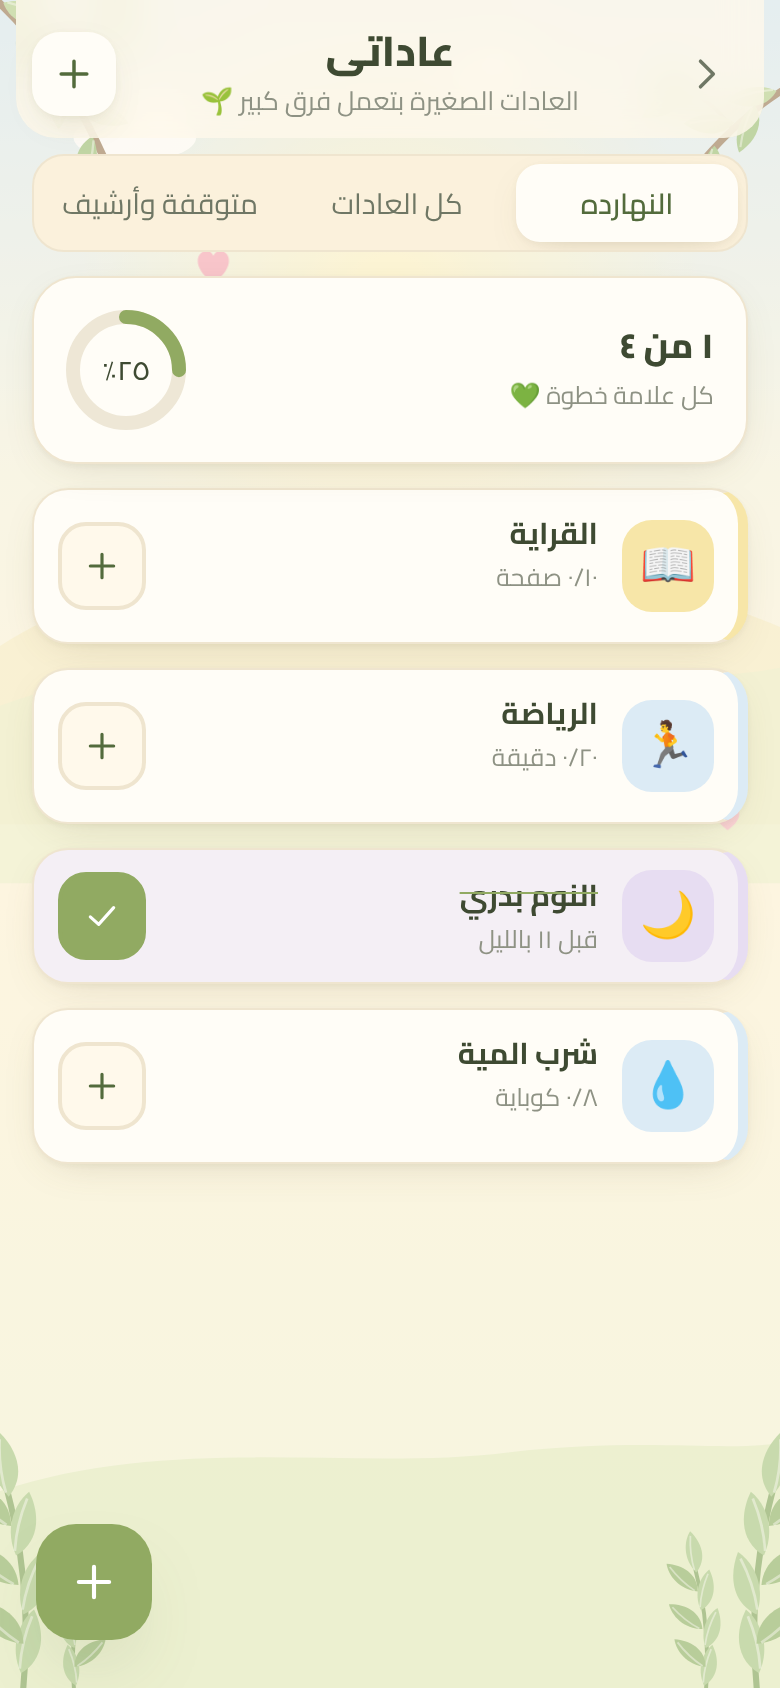 عاداتى
العادات الصغيرة بتعمل فرق كبير 🌱
النهارده
كل العادات
متوقفة وأرشيف
١ من ٤
كل علامة خطوة 💚
٢٥٪
القراية
٠/١٠ صفحة
الرياضة
٠/٢٠ دقيقة
النوم بدري
قبل ١١ بالليل
شرب المية
٠/٨ كوباية